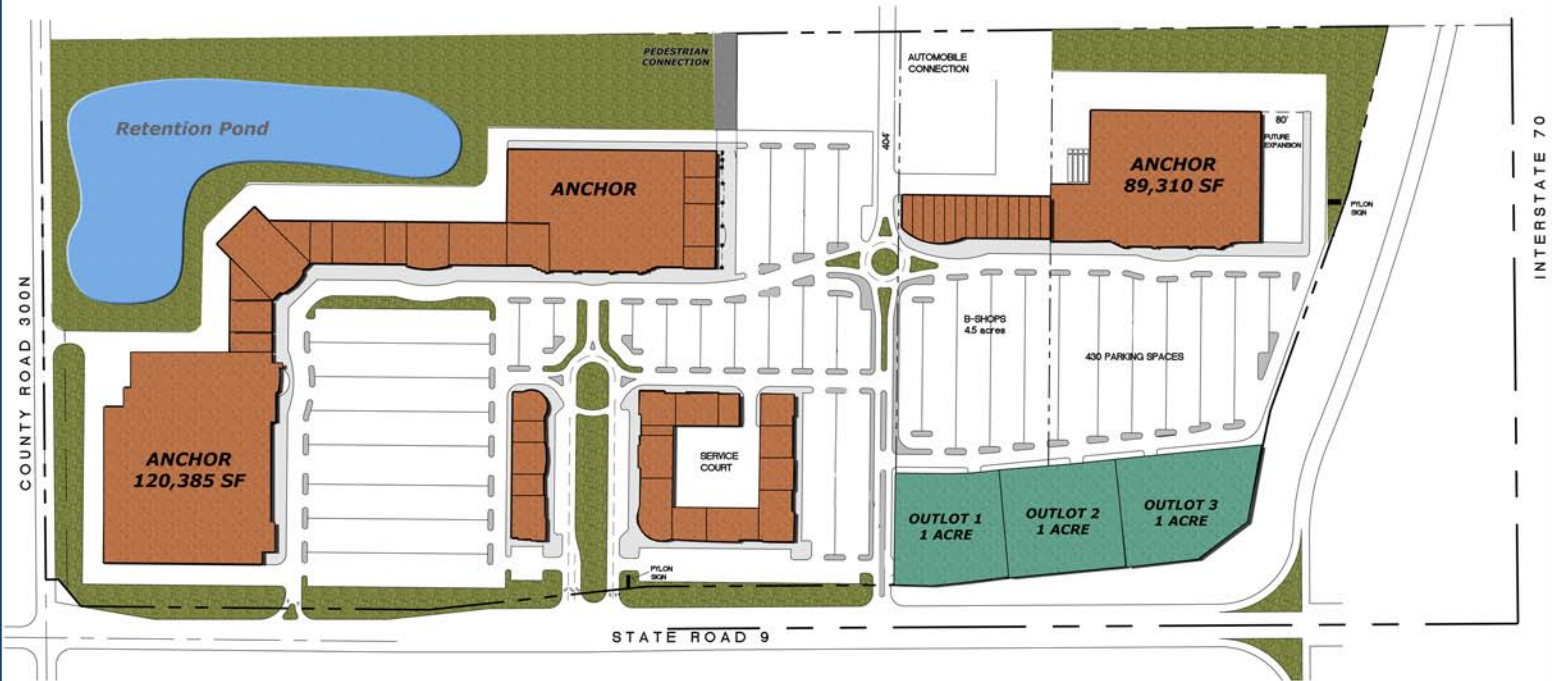 PEDESTRIAN
CONNECTION
AUTOMOBILE
CONNECTION
Retention Pond
ANCHOR
404'
ANCHOR
89,310 SF
80'
FUTURE
EXPANSION
PYLON
SIGN
INTERSTATE 70
COUNTY ROAD 300N
B-SHOPS
4.5 acres
430 PARKING SPACES
ANCHOR
120,385 SF
SERVICE
COURT
OUTLOT 1
1 ACRE
OUTLOT 2
1 ACRE
OUTLOT 3
1 ACRE
PYLON
SIGN
STATE ROAD 9